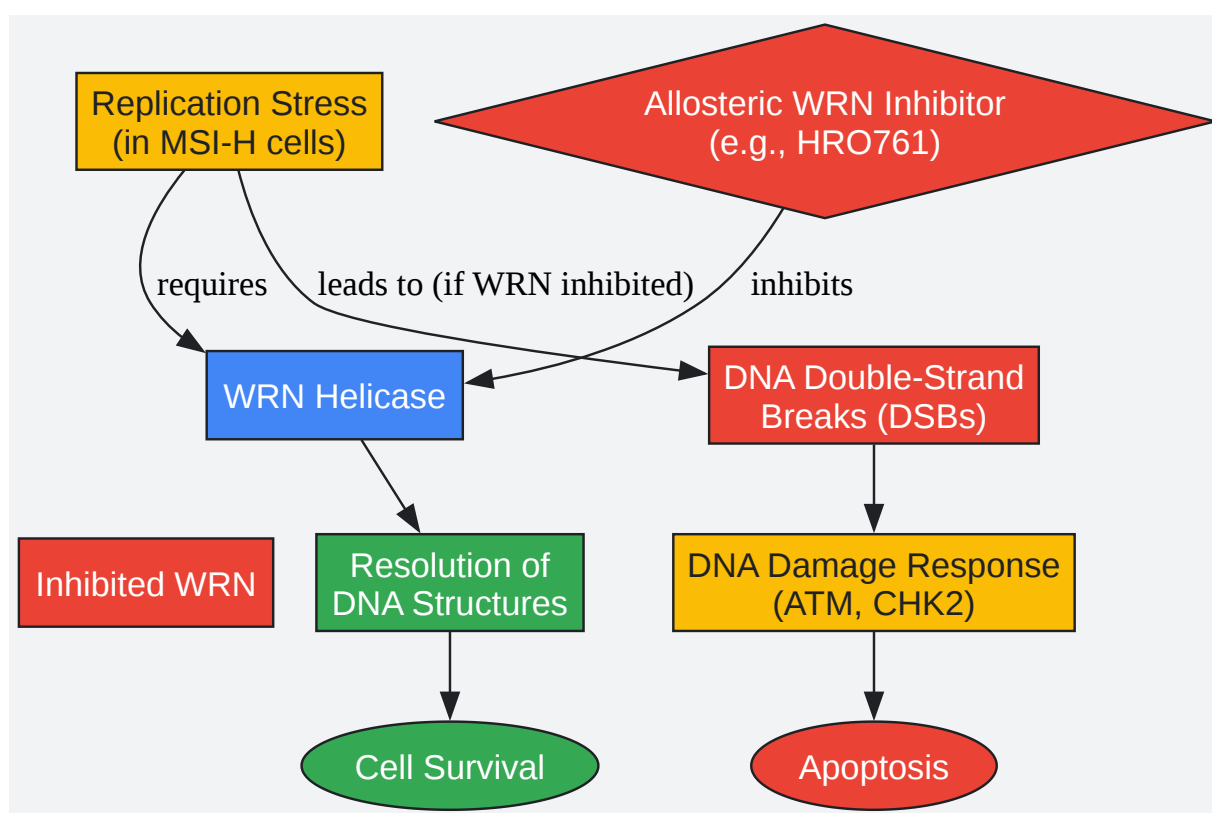 Replication Stress
(in MSI-H cells)
Allosteric WRN Inhibitor
(e.g., HRO761)
requires
leads to (if WRN inhibited)
inhibits
WRN Helicase
DNA Double-Strand
Breaks (DSBs)
Inhibited WRN
Resolution of
DNA Structures
DNA Damage Response
(ATM, CHK2)
Cell Survival
Apoptosis